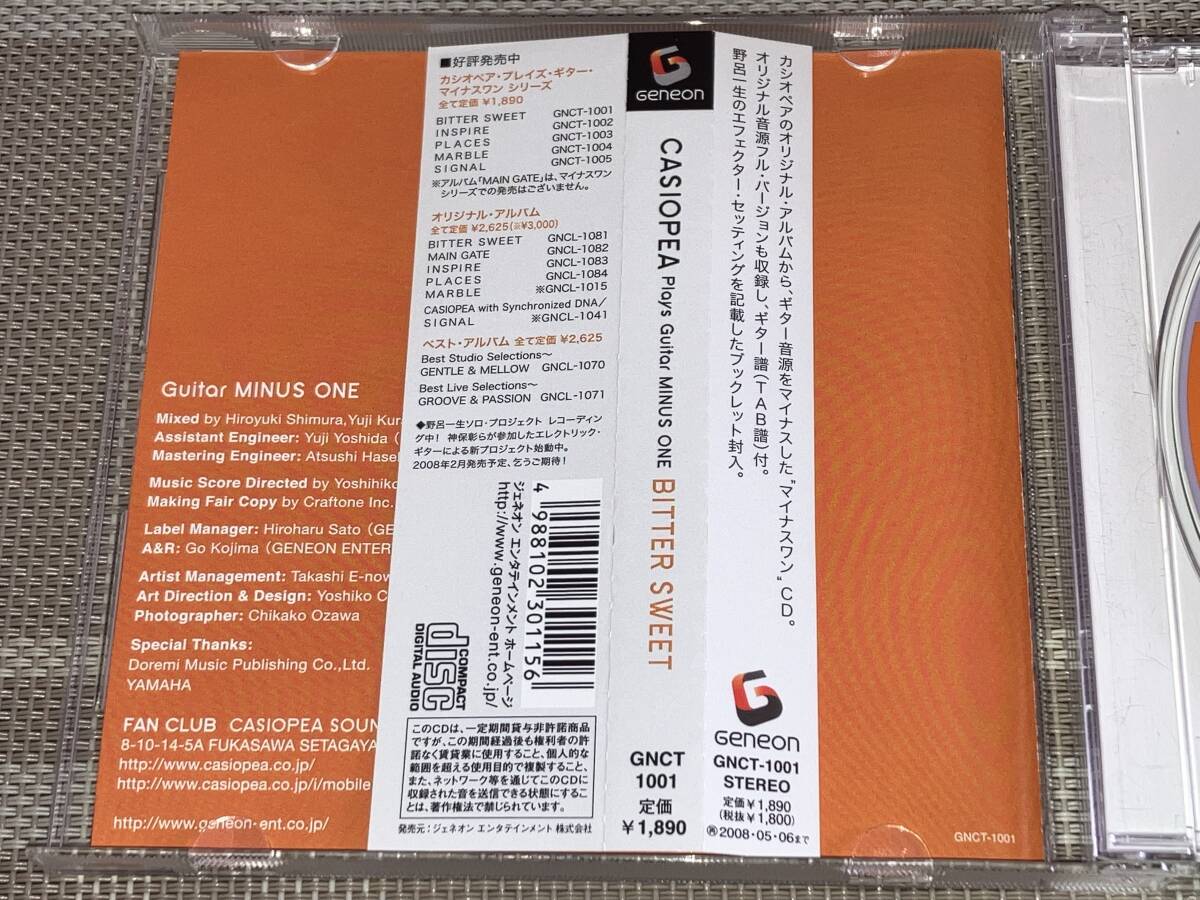 Guitar MINUS ONE
Mixed by Hiroyuki Shimura,Yuji Kur
Assistant Engineer: Yuji Yoshida (
Mastering Engineer: Atsushi Hasel
Music Score Directed by Yoshihiko
Making Fair Copy by Craftone Inc.
Label Manager: Hiroharu Sato (GE
A&R: Go Kojima (GENEON ENTER
Artist Management: Takashi E-now
Art Direction & Design: Yoshiko C
Photographer: Chikako Ozawa
Special Thanks:
Doremi Music Publishing Co.,Ltd.
YAMAHA
FAN CLUB CASIOPEA SOUN
8-10-14-5A FUKASAWA SETAGAYA
http://www.casiopea.co.jp/
http://www.casiopea.co.jp/i/mobile
http://www.geneon-ent.co.jp/
■好評発売中
カシオペア・プレイズ・ギター・
マイナスワン シリーズ
全て定価 ¥1,890
BITTER SWEET GNCT-1001
INSPIRE GNCT-1002
PLACES GNCT-1003
MARBLE GNCT-1004
SIGNAL GNCT-1005
※アルバム「MAIN GATE」は、マイナスワン
シリーズでの発売はございません。
オリジナル・アルバム
全て定価 ¥2,625(※¥3,000)
BITTER SWEET GNCL-1081
MAIN GATE GNCL-1082
INSPIRE GNCL-1083
PLACES GNCL-1084
MARBLE ※GNCL-1015
CASIOPEA with Synchronized DNA/
SIGNAL ※GNCL-1041
ベスト・アルバム 全て定価 ¥2,625
Best Studio Selections～
GENTLE & MELLOW GNCL-1070
Best Live Selections～
GROOVE & PASSION GNCL-1071
◆野呂一生ソロ・プロジェクト レコーディン
グ中! 神保彰らが参加したエレクトリック・
ギターによる新プロジェクト始動中。
2008年2月発売予定、乞うご期待!
ジェネオン エンタテインメント ホームページ
http://www.geneon-ent.co.jp/
4 988102 301156
COMPACT
disc
DIGITAL AUDIO
このCDは、一定期間貸与非許諾商品
ですが、この期間経過後も権利者の許
諾なく賃貸業に使用すること、個人的な
範囲を超える使用目的で複製すること、
また、ネットワーク等を通じてこのCDに
収録された音を送信できる状態にするこ
とは、著作権法で禁じられています。
発売元：ジェネオン エンタテインメント 株式会社
GENEON
CASIOPEA Plays Guitar MINUS ONE BITTER SWEET
GNCT
1001
定価
¥1,890
カシオペアのオリジナル・アルバムから、ギター音源をマイナスした"マイナスワン"CD。
オリジナル音源フル・バージョンも収録し、ギター譜(TAB譜)付。
野呂一生のエフェクター・セッティングを記載したブックレット封入。
GENEON
GNCT-1001
STEREO
定価¥1,890
(税抜¥1,800)
Ⓡ2008・05・06まで
GNCT-1001